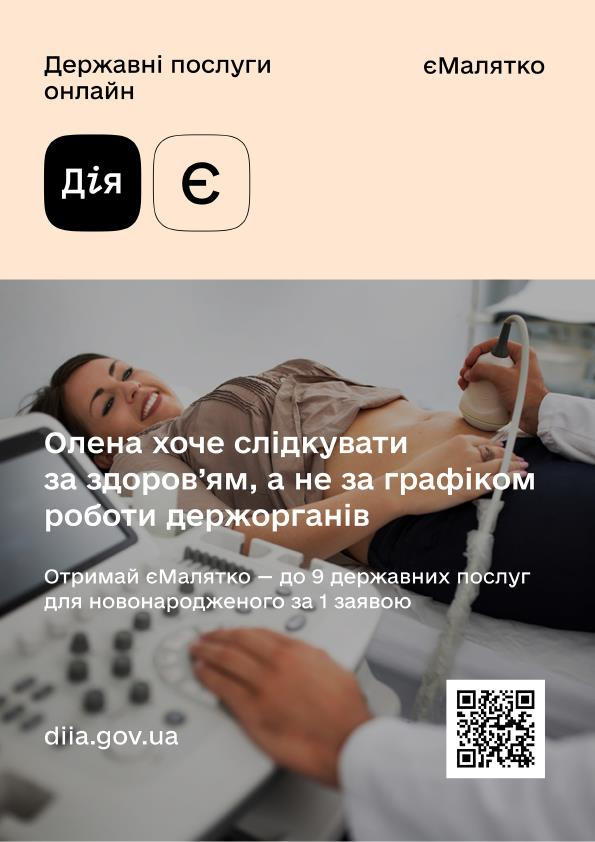 Державні послуги
онлайн
єМалятко
Дія
Є
Олена хоче слідкувати
за здоров’ям, а не за графіком
роботи держорганів
Отримай єМалятко — до 9 державних послуг
для новонародженого за 1 заявою
diia.gov.ua